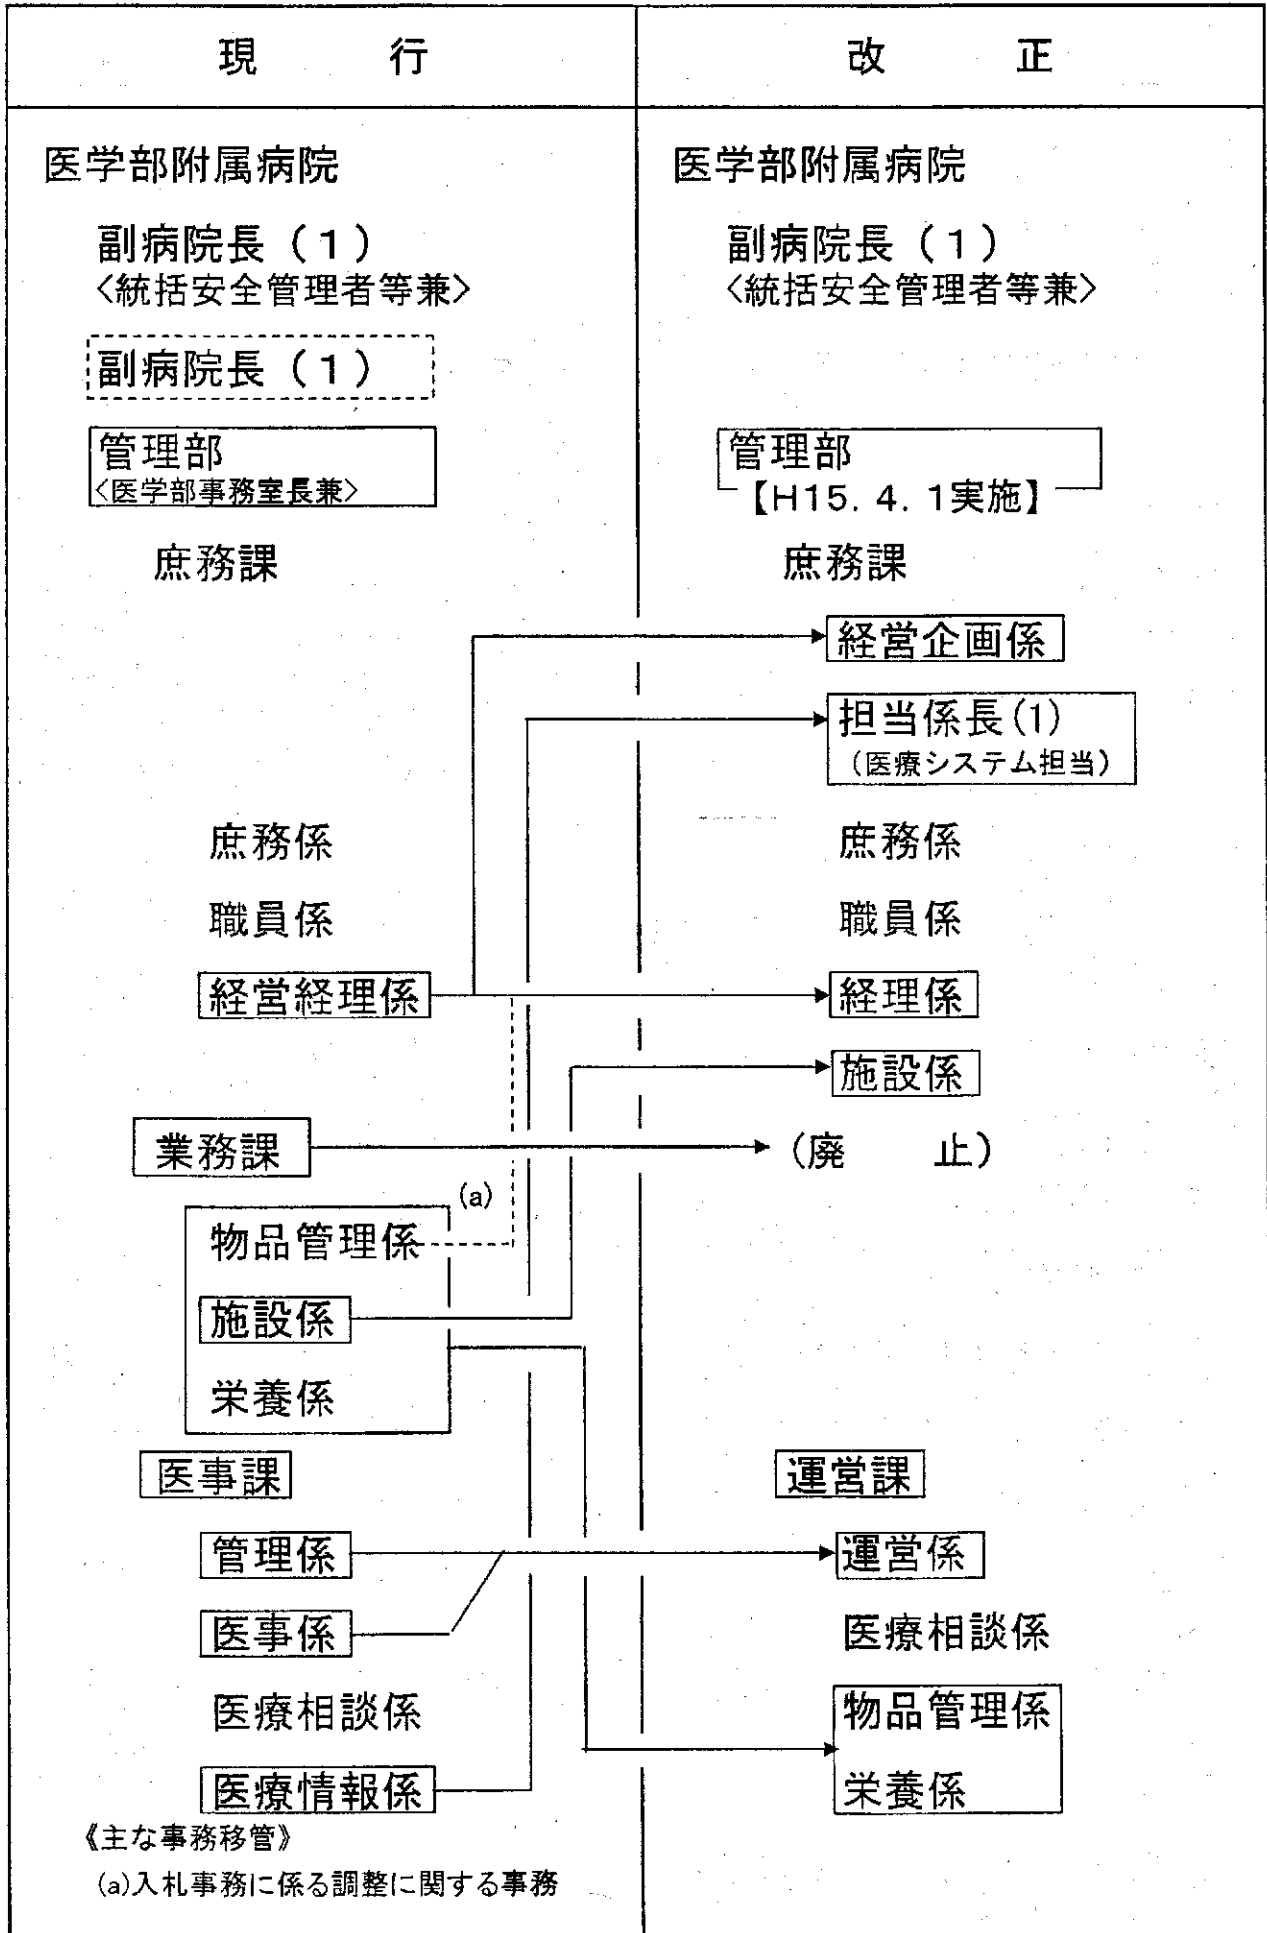 現　行
改　正
医学部附属病院
副病院長（１）
〈統括安全管理者等兼〉
副病院長（１）
管理部
〈医学部事務室長兼〉
庶務課
庶務係
職員係
経営経理係
業務課
(a)
物品管理係
施設係
栄養係
医事課
管理係
医事係
医療相談係
医療情報係
《主な事務移管》
(a)入札事務に係る調整に関する事務
医学部附属病院
副病院長（１）
〈統括安全管理者等兼〉
管理部
【H15．4．1実施】
庶務課
経営企画係
担当係長(1)
（医療システム担当）
庶務係
職員係
経理係
施設係
（廃　止）
運営課
運営係
医療相談係
物品管理係
栄養係